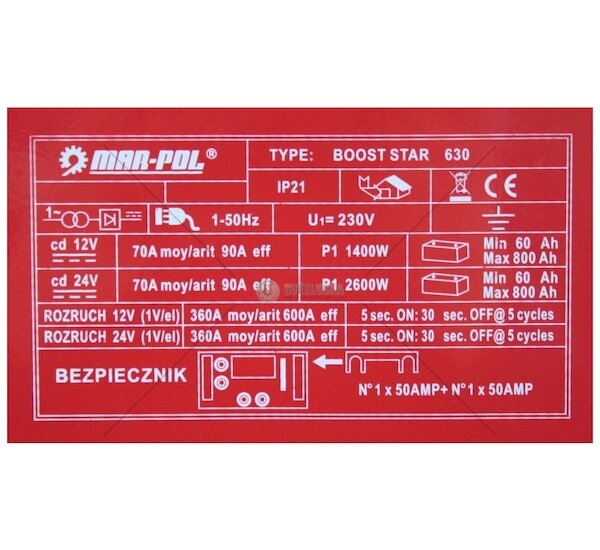 MAR-POL®
TYPE: BOOST STAR 630
IP21
CE
1~
1-50Hz
U1= 230V
cd 12V
70A moy/arit 90A eff
P1 1400W
Min 60 Ah
Max 800 Ah
cd 24V
70A moy/arit 90A eff
P1 2600W
Min 60 Ah
Max 800 Ah
ROZRUCH 12V (1V/el) 360A moy/arit 600A eff 5 sec. ON: 30 sec. OFF@ 5 cycles
ROZRUCH 24V (1V/el) 360A moy/arit 600A eff 5 sec. ON: 30 sec. OFF@ 5 cycles
BEZPIECZNIK
N° 1 x 50AMP+ N° 1 x 50AMP